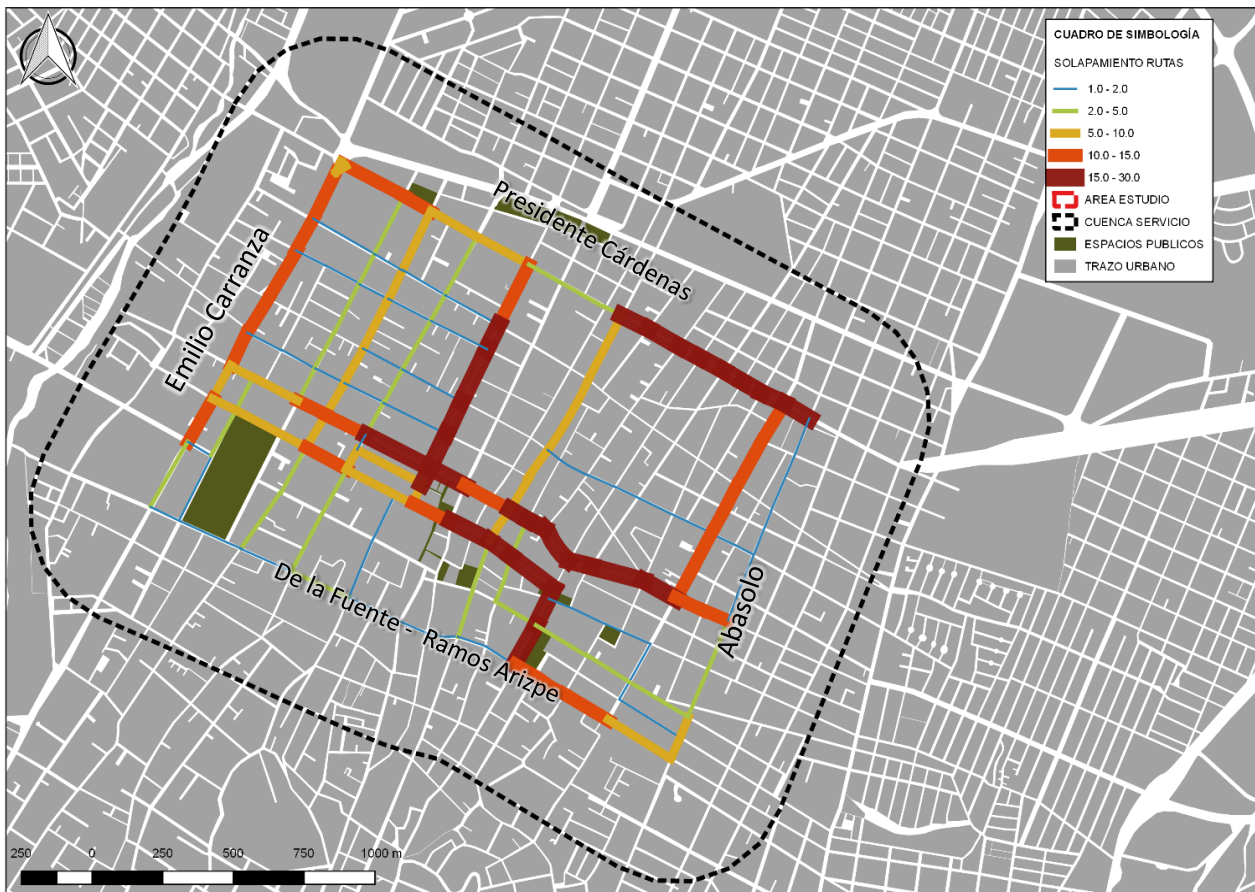 CUADRO DE SIMBOLOGÍA
SOLAPAMIENTO RUTAS
1.0 - 2.0
2.0 - 5.0
5.0 - 10.0
10.0 - 15.0
15.0 - 30.0
AREA ESTUDIO
CUENCA SERVICIO
ESPACIOS PUBLICOS
TRAZO URBANO
Presidente Cárdenas
Emilio Carranza
De la Fuente - Ramos Arizpe
Abasolo
250 0 250 500 750 1000 m